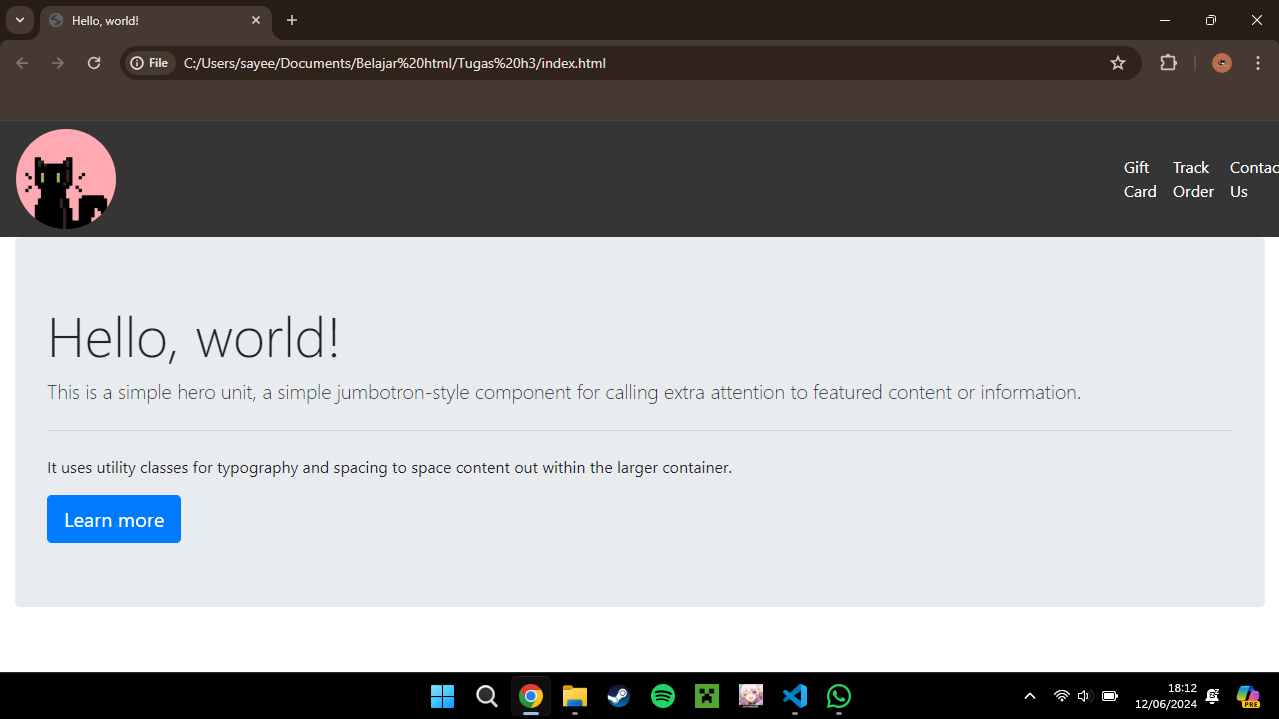 Hello, world!
File
C:/Users/sayee/Documents/Belajar%20html/Tugas%20h3/index.html
Gift Card
Track Order
Contac Us
Hello, world!
This is a simple hero unit, a simple jumbotron-style component for calling extra attention to featured content or information.
It uses utility classes for typography and spacing to space content out within the larger container.
Learn more
18:12
12/06/2024
PRE